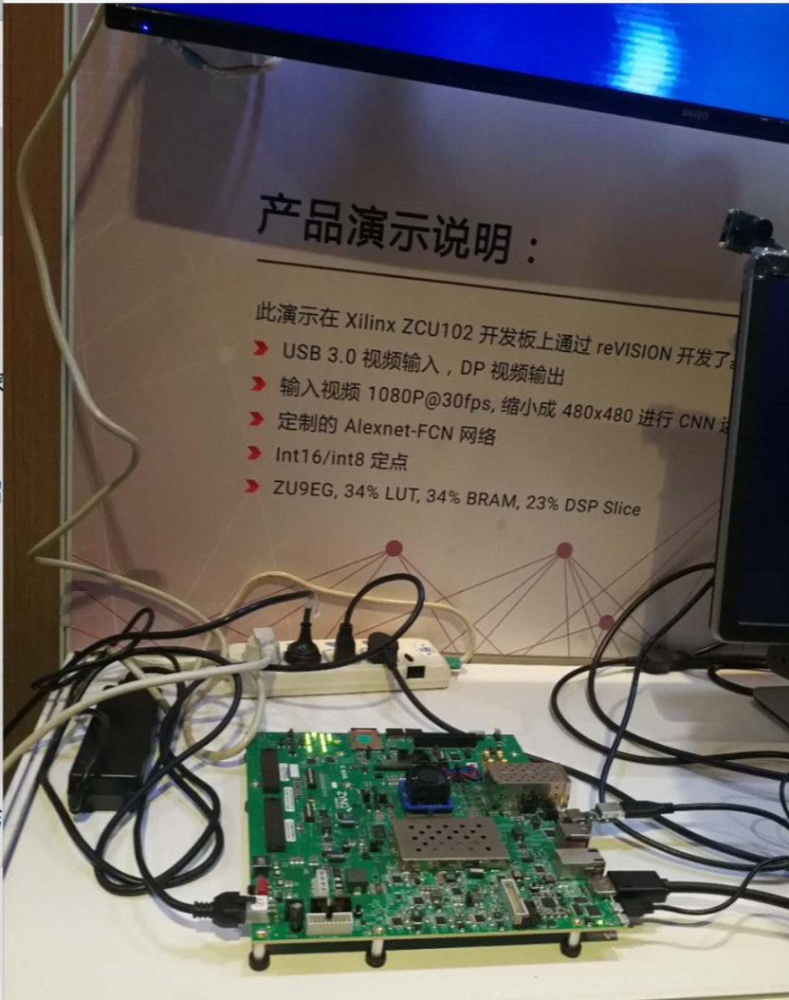 产品演示说明：
此演示在 Xilinx ZCU102 开发板上通过 reVISION 开发了
USB 3.0 视频输入，DP 视频输出
输入视频 1080P@30fps, 缩小成 480x480 进行 CNN
定制的 Alexnet-FCN 网络
Int16/int8 定点
ZU9EG, 34% LUT, 34% BRAM, 23% DSP Slice